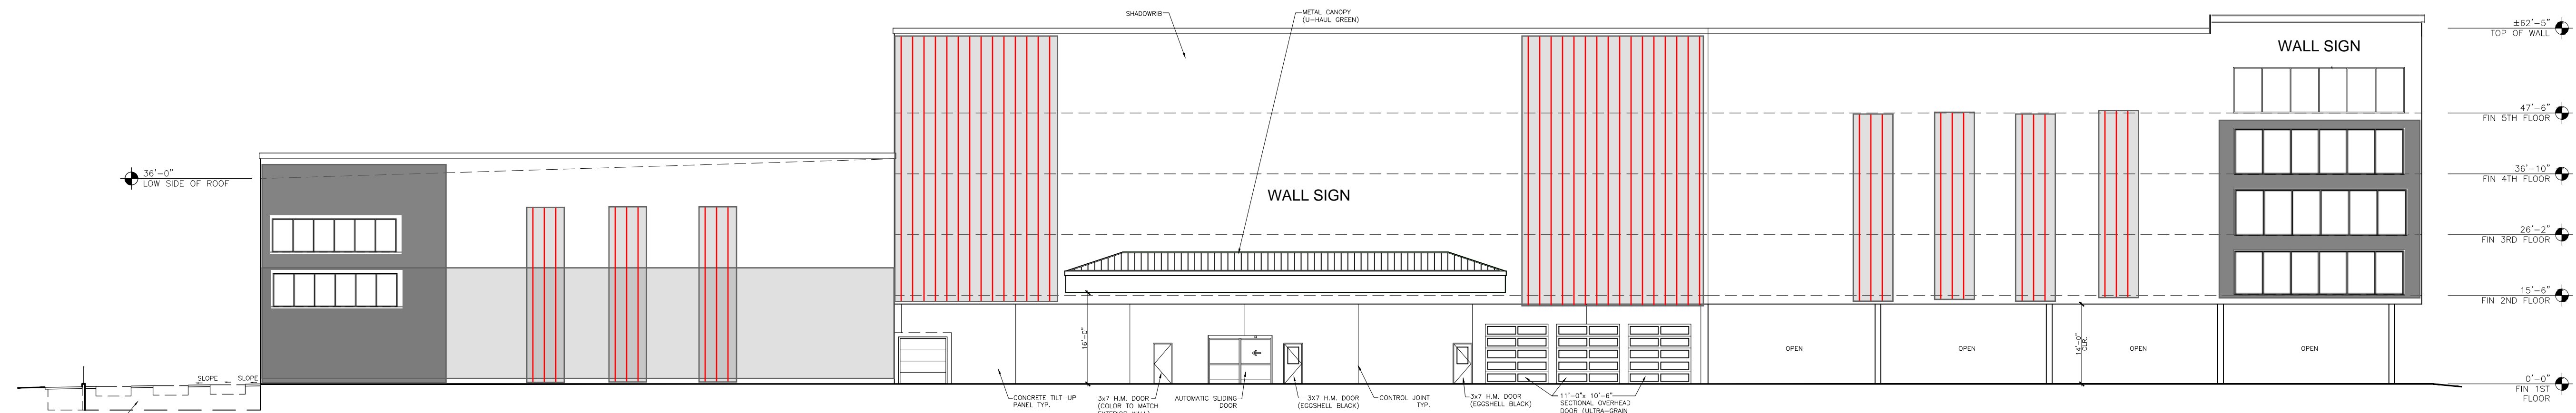 SHADOWRIB
METAL CANOPY
(U-HAUL GREEN)
WALL SIGN
±62'-5"
TOP OF WALL
47'-6"
FIN 5TH FLOOR
36'-0"
LOW SIDE OF ROOF
36'-10"
FIN 4TH FLOOR
WALL SIGN
26'-2"
FIN 3RD FLOOR
15'-6"
FIN 2ND FLOOR
16'-0"
14'-0"
CLR.
OPEN
OPEN
OPEN
OPEN
SLOPE
SLOPE
0'-0"
FIN 1ST
FLOOR
CONCRETE TILT-UP
PANEL TYP.
3x7 H.M. DOOR
(COLOR TO MATCH
EXTERIOR WALL)
AUTOMATIC SLIDING
DOOR
3X7 H.M. DOOR
(EGGSHELL BLACK)
CONTROL JOINT
TYP.
3x7 H.M. DOOR
(EGGSHELL BLACK)
11'-0"x 10'-6"
SECTIONAL OVERHEAD
DOOR (ULTRA-GRAIN